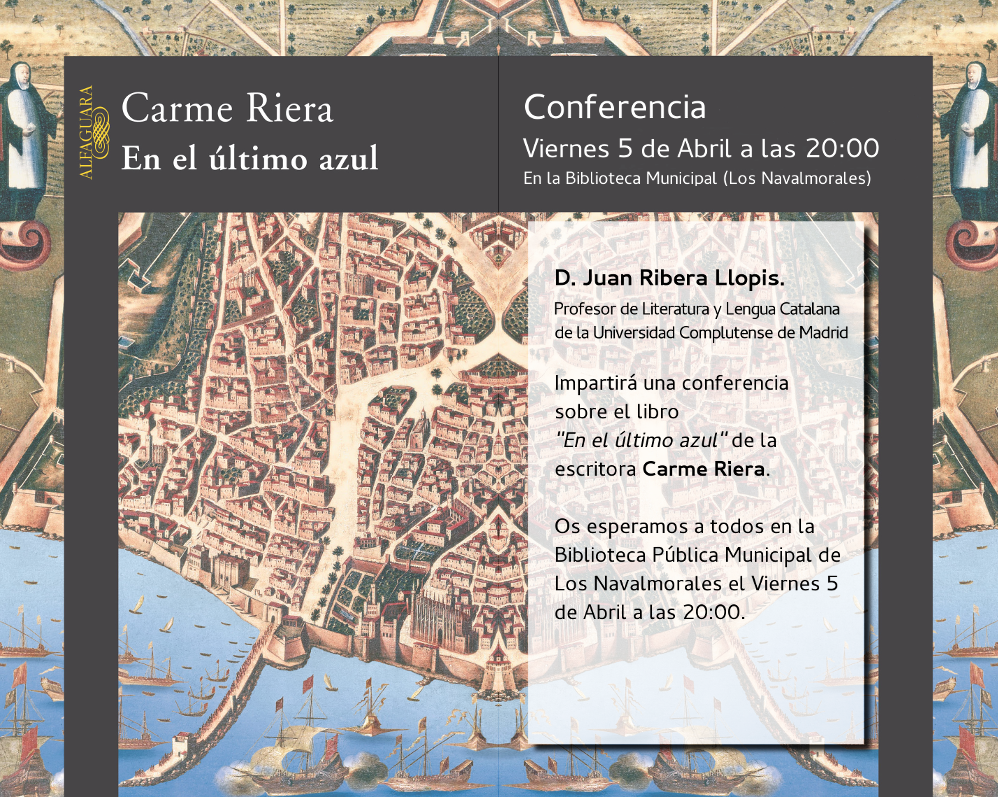 ALFAGUARA
Carme Riera
En el último azul
Conferencia
Viernes 5 de Abril a las 20:00
En la Biblioteca Municipal (Los Navalmorales)
D. Juan Ribera Llopis.
Profesor de Literatura y Lengua Catalana
de la Universidad Complutense de Madrid
Impartirá una conferencia
sobre el libro
"En el último azul" de la
escritora Carme Riera.
Os esperamos a todos en la
Biblioteca Pública Municipal de
Los Navalmorales el Viernes 5
de Abril a las 20:00.